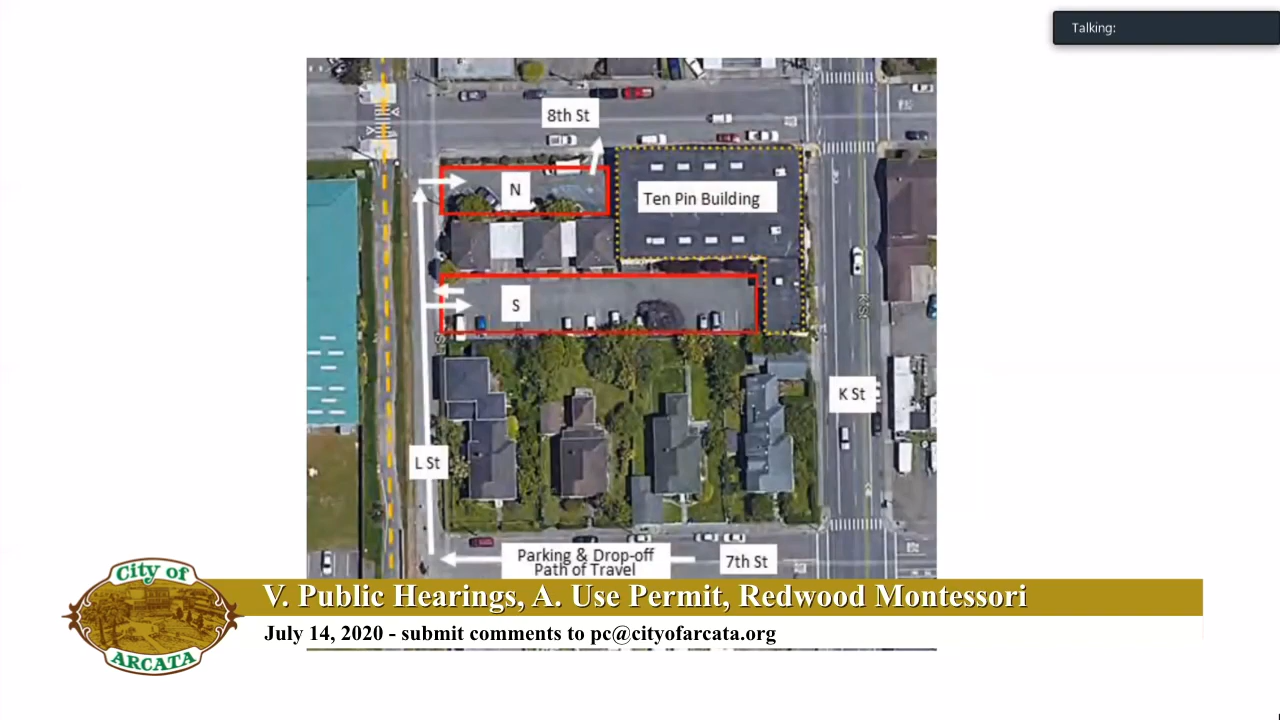 Talking:
8th St
N
Ten Pin Building
S
K St
L St
Parking & Drop-off
Path of Travel
7th St
City of
ARCATA
V. Public Hearings, A. Use Permit, Redwood Montessori
July 14, 2020 - submit comments to pc@cityofarcata.org